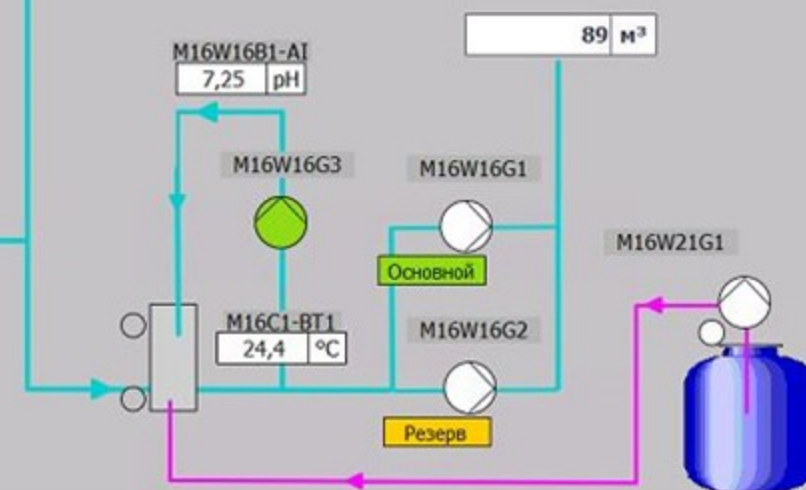 89 м³
M16W16B1-AI
7,25 pH
M16W16G3
M16W16G1
M16W21G1
Основной
M16C1-BT1
24,4 °C
M16W16G2
Резерв